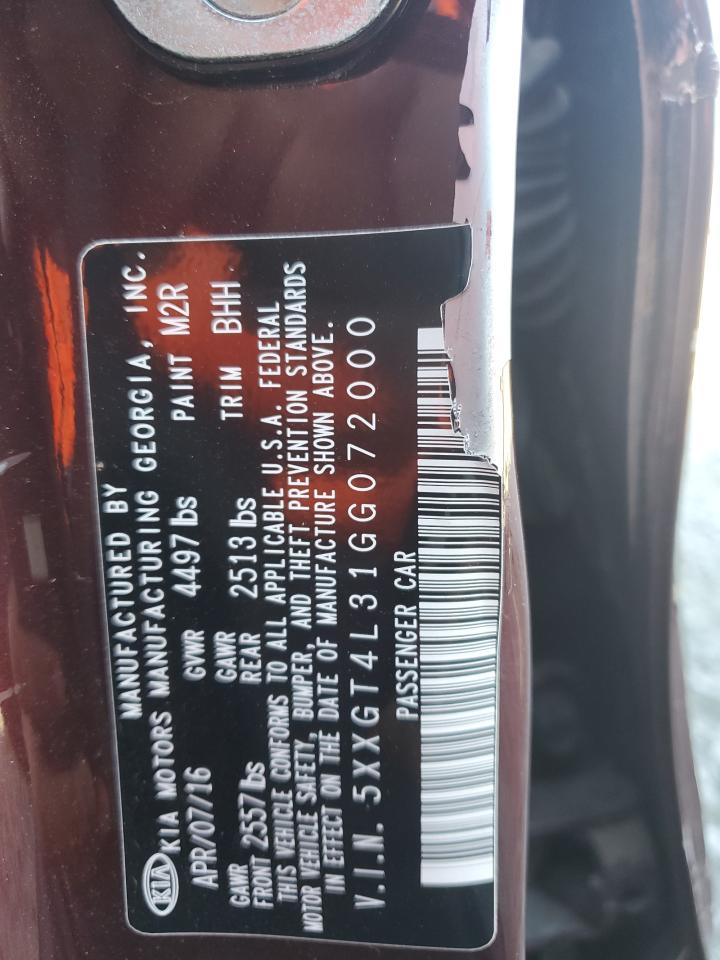 MANUFACTURED BY
KIA KIA MOTORS MANUFACTURING GEORGIA, INC.
APR/07/16 GVWR 4497 lbs PAINT M2R
GAWR FRONT 2557 lbs GAWR REAR 2513 lbs TRIM BHH
THIS VEHICLE CONFORMS TO ALL APPLICABLE U.S.A. FEDERAL
MOTOR VEHICLE SAFETY, BUMPER, AND THEFT PREVENTION STANDARDS
IN EFFECT ON THE DATE OF MANUFACTURE SHOWN ABOVE.
V.I.N. 5XXGT4L31GG072000
PASSENGER CAR